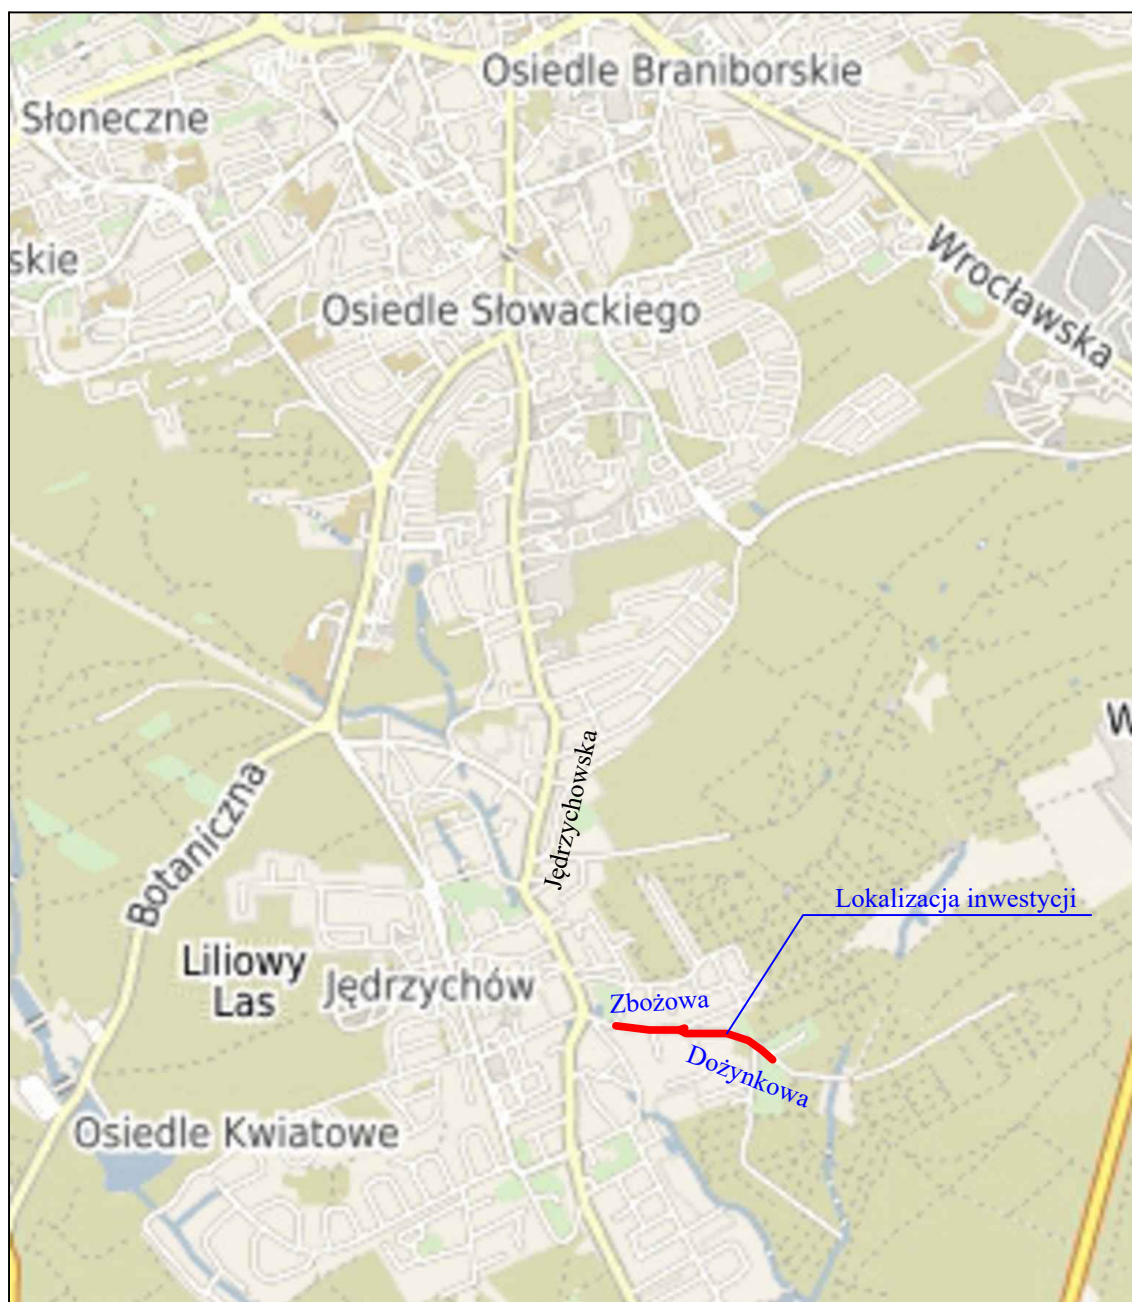 Osiedle Braniborskie
Słoneczne
skie
Wrocławska
Osiedle Słowackiego
W
Jędrzychowska
Botaniczna
Lokalizacja inwestycji
Liliowy
Las
Jędrzychów
Zbożowa
Dożynkowa
Osiedle Kwiatowe